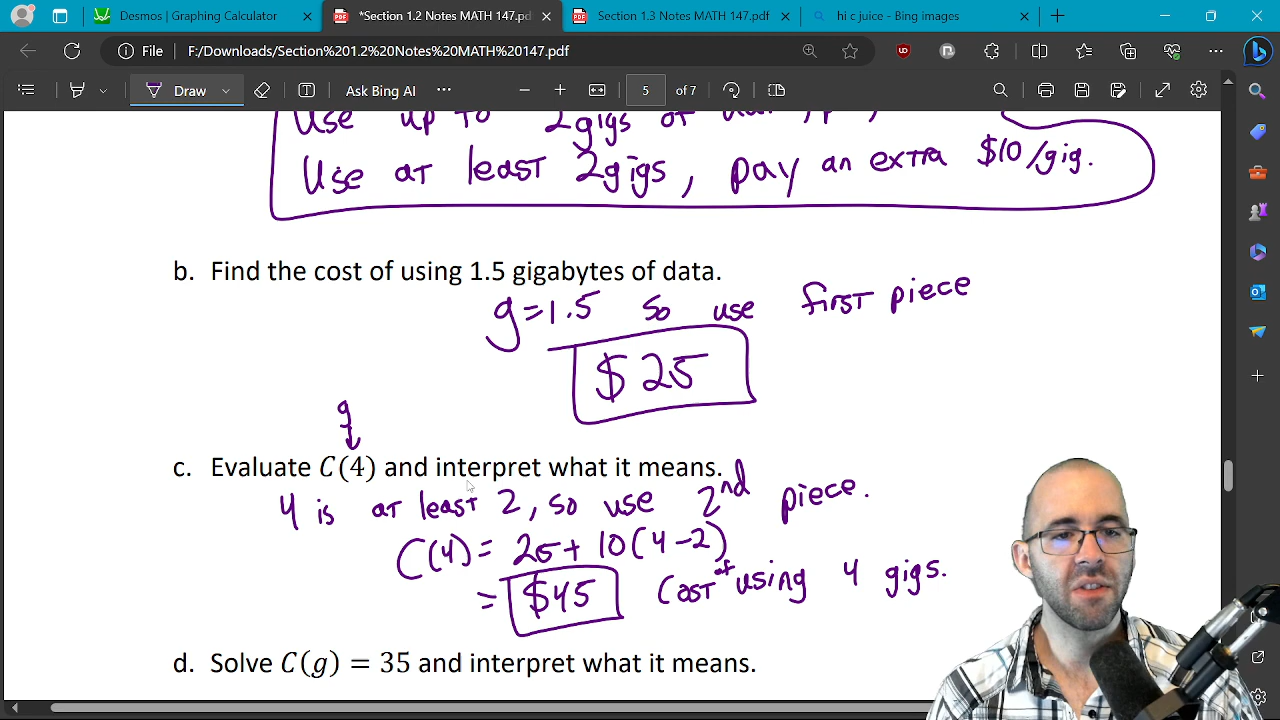 Desmos | Graphing Calculator
*Section 1.2 Notes MATH 147.pd
Section 1.3 Notes MATH 147.pdf
hi c juice - Bing images
File
F:/Downloads/Section%201.2%20Notes%20MATH%20147.pdf
Draw
Ask Bing AI
5 of 7
Use up to 2gigs of
Use at least 2gigs, pay an extra $10/gig.
b. Find the cost of using 1.5 gigabytes of data.
g=1.5 so use first piece
$25
g
c. Evaluate C(4) and interpret what it means.
4 is at least 2, so use 2nd piece.
C(4) = 25+ 10(4-2)
= $45 Cost of using 4 gigs.
d. Solve C(g) = 35 and interpret what it means.